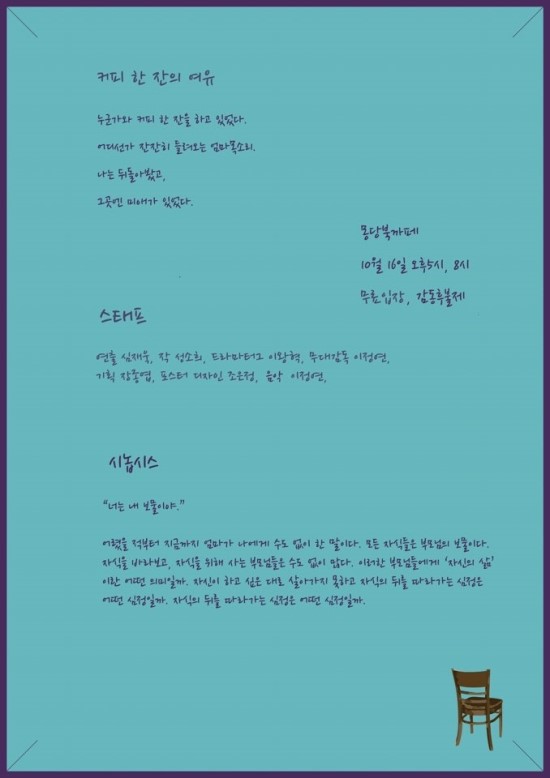 커피 한 잔의 여유
누군가와 커피 한 잔을 하고 있었다.
어디선가 잔잔히 들려오는 엄마목소리.
나는 뒤돌아봤고,
그곳엔 미애가 있었다.
몽당북까페
10월 16일 오후5시, 8시
무료입장, 감동후불제
스태프
연출 심재욱, 작 성소희, 드라마터그 이왕혁, 무대감독 이정연,
기획 장종엽, 포스터 디자인 조은정, 음악 이정연,
시놉시스
“너는 내 보물이야.”
어렸을 적부터 지금까지 엄마가 나에게 수도 없이 한 말이다. 모든 자식들은 부모님의 보물이다.
자식을 바라보고, 자식을 위해 사는 부모님들은 수도 없이 많다. 이러한 부모님들에게 ‘자신의 삶’
이란 어떤 의미일까. 자신이 하고 싶은 대로 살아가지 못하고 자식의 뒤를 따라가는 심정은
어떤 심정일까. 자식의 뒤를 따라가는 심정은 어떤 심정일까.